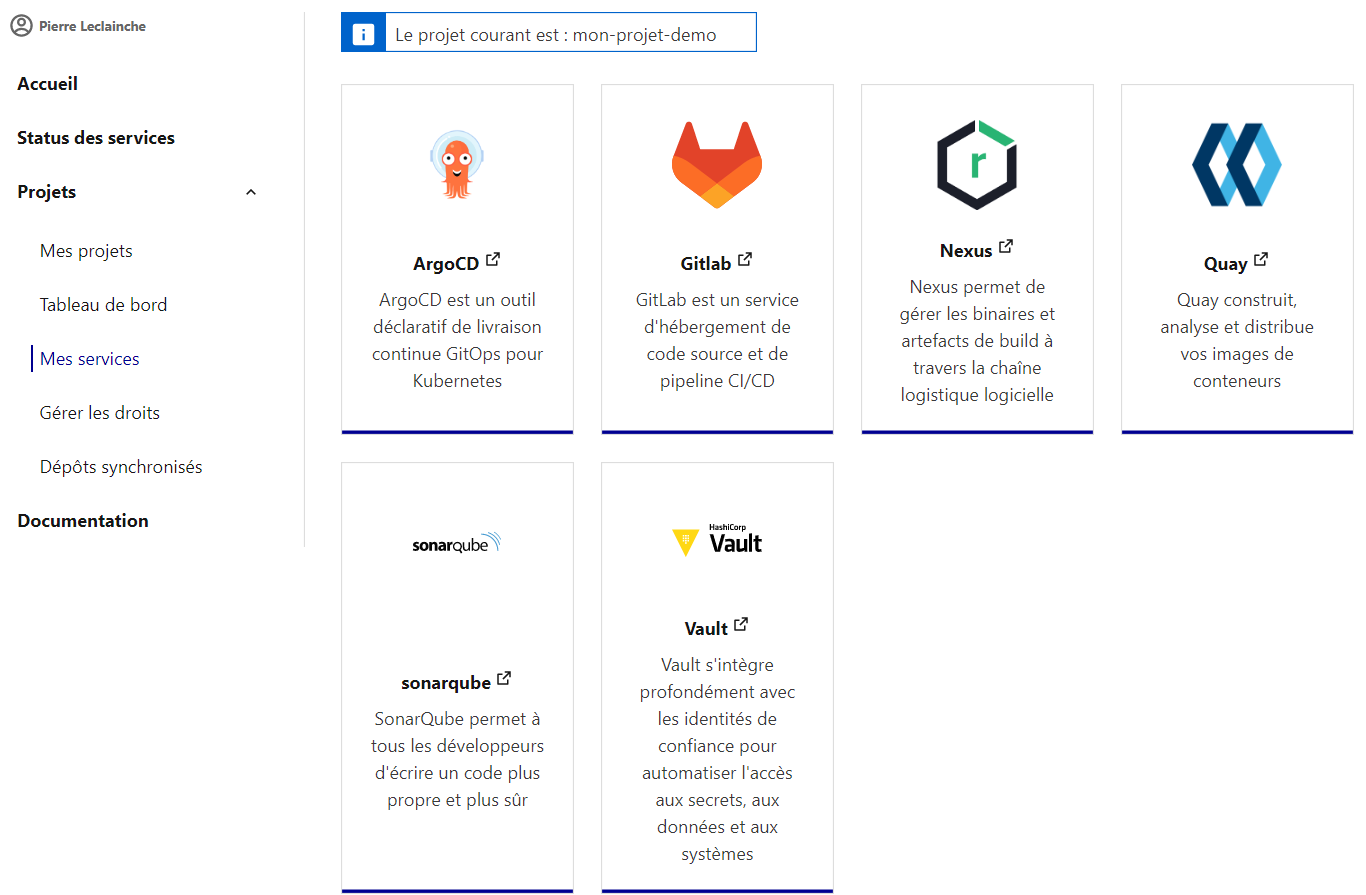 Pierre Leclainche
Accueil
Status des services
Projets
Mes projets
Tableau de bord
Mes services
Gérer les droits
Dépôts synchronisés
Documentation
i
Le projet courant est : mon-projet-demo
ArgoCD
ArgoCD est un outil
déclaratif de livraison
continue GitOps pour
Kubernetes
Gitlab
GitLab est un service
d'hébergement de
code source et de
pipeline CI/CD
r
Nexus
Nexus permet de
gérer les binaires et
artefacts de build à
travers la chaîne
logistique logicielle
Quay
Quay construit,
analyse et distribue
vos images de
conteneurs
sonarqube
sonarqube
SonarQube permet à
tous les développeurs
d'écrire un code plus
propre et plus sûr
HashiCorp
Vault
Vault
Vault s'intègre
profondément avec
les identités de
confiance pour
automatiser l'accès
aux secrets, aux
données et aux
systèmes